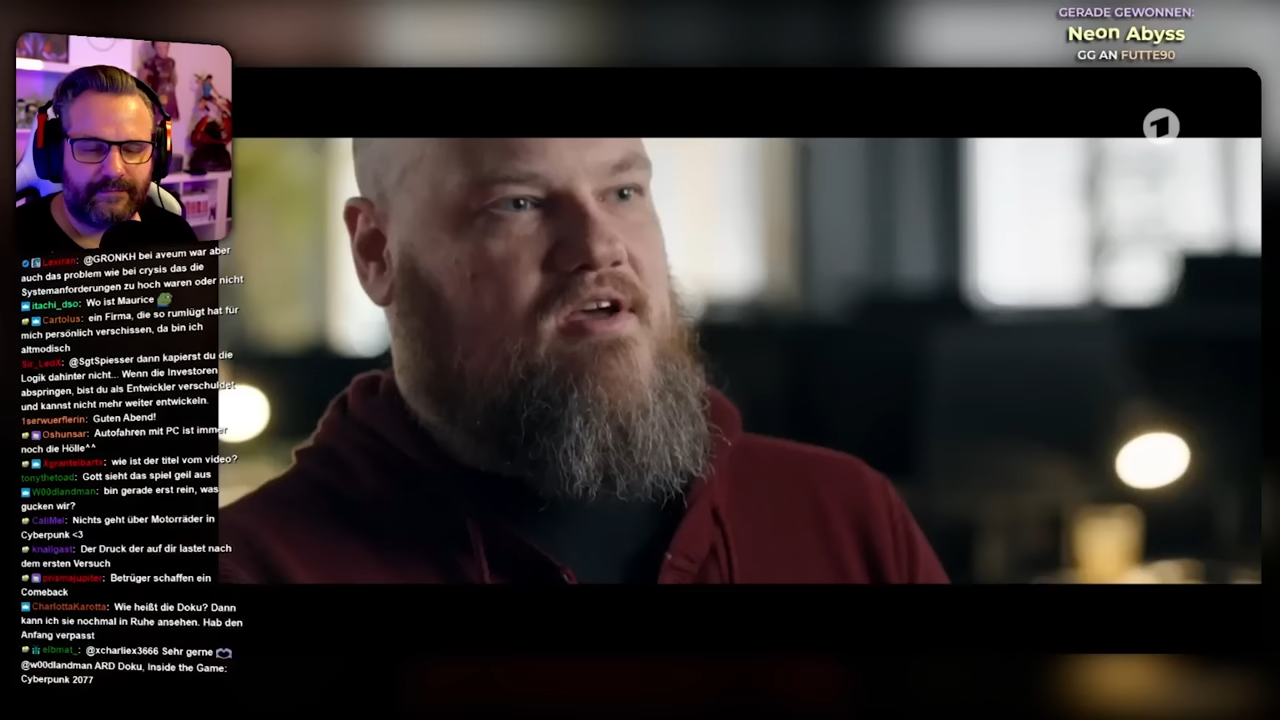 GERADE GEWONNEN:
Neon Abyss
GG AN FUTTE90
1
Lexiran: @GRONKH bei aveum war aber
auch das problem wie bei crysis das die
Systemanforderungen zu hoch waren oder nicht
itachi_dso: Wo ist Maurice
Cartolus: ein Firma, die so rumlügt hat für
mich persönlich verschissen, da bin ich
altmodisch
Sir_LeoX: @SgtSpiesser dann kapierst du die
Logik dahinter nicht... Wenn die Investoren
abspringen, bist du als Entwickler verschuldet
und kannst nicht mehr weiter entwickeln.
1serwuerflerin: Guten Abend!
Oshunsar: Autofahren mit PC ist immer
noch die Hölle^^
wie ist der titel vom video?
tonythetoad: Gott sieht das spiel geil aus
W00dlandman: bin gerade erst rein, was
gucken wir?
CaliMel: Nichts geht über Motorräder in
Cyberpunk <3
knallgast: Der Druck der auf dir lastet nach
dem ersten Versuch
prismajupiter: Betrüger schaffen ein
Comeback
CharlottaKarotta: Wie heißt die Doku? Dann
kann ich sie nochmal in Ruhe ansehen. Hab den
Anfang verpasst
elbmat_: @xcharliex3666 Sehr gerne
@w00dlandman ARD Doku, Inside the Game:
Cyberpunk 2077